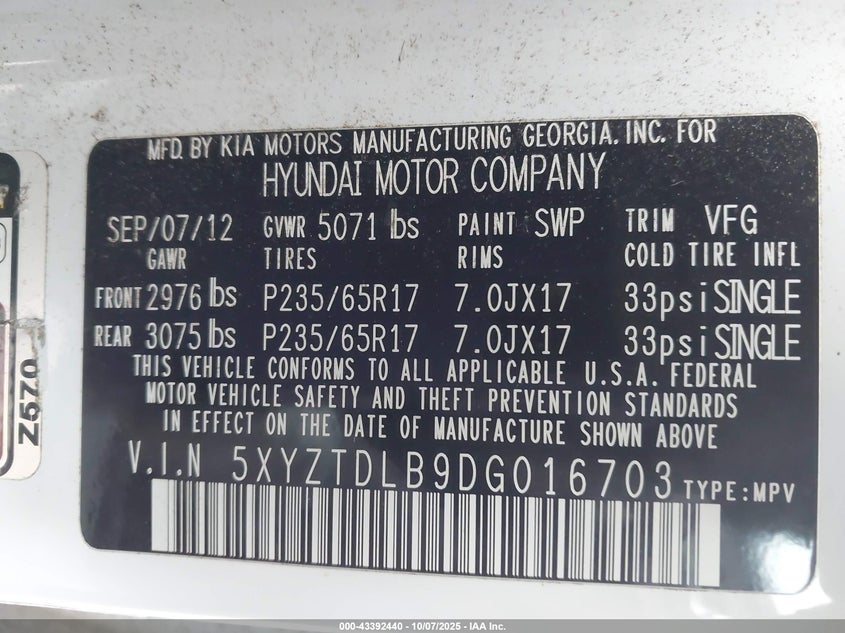 MFD. BY KIA MOTORS MANUFACTURING GEORGIA. INC. FOR
HYUNDAI MOTOR COMPANY
SEP/07/12 GVWR 5071 lbs PAINT SWP TRIM VFG
GAWR TIRES RIMS COLD TIRE INFL
FRONT 2976 lbs P235/65R17 7.0JX17 33psi SINGLE
REAR 3075 lbs P235/65R17 7.0JX17 33psi SINGLE
THIS VEHICLE CONFORMS TO ALL APPLICABLE U.S.A. FEDERAL
MOTOR VEHICLE SAFETY AND THEFT PREVENTION STANDARDS
IN EFFECT ON THE DATE OF MANUFACTURE SHOWN ABOVE
V.I.N 5XYZTDLB9DG016703 TYPE:MPV
Z570
000-43392440 - 10/07/2025 - IAA Inc.